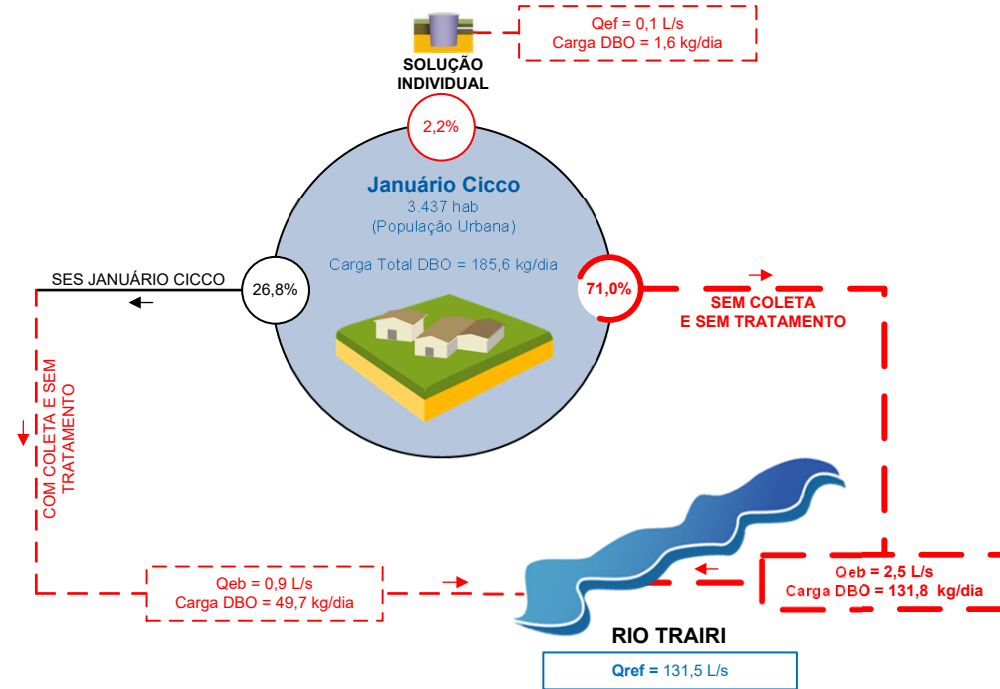 Qef = 0,1 L/s
Carga DBO = 1,6 kg/dia
SOLUÇÃO
INDIVIDUAL
2,2%
Januário Cicco
3.437 hab
(População Urbana)
Carga Total DBO = 185,6 kg/dia
SES JANUÁRIO CICCO
26,8%
71,0%
SEM COLETA
E SEM TRATAMENTO
COM COLETA E SEM
TRATAMENTO
Qeb = 0,9 L/s
Carga DBO = 49,7 kg/dia
Qeb = 2,5 L/s
Carga DBO = 131,8 kg/dia
RIO TRAIRI
Qref = 131,5 L/s